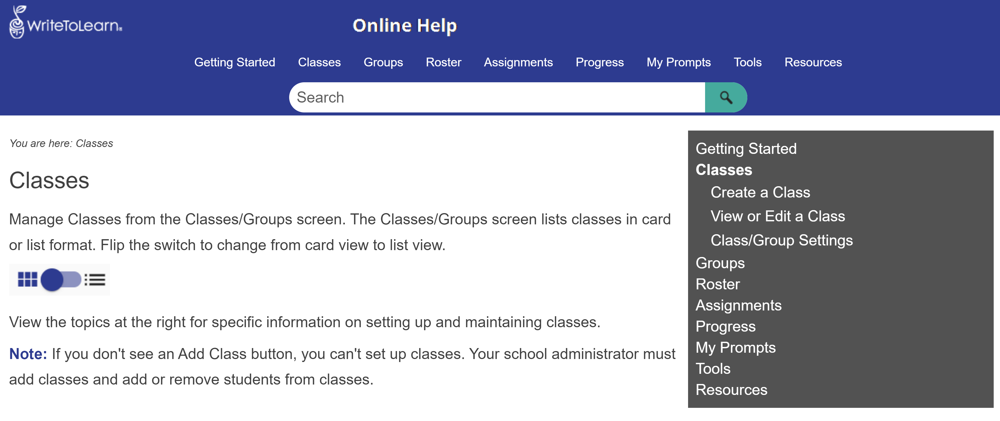 WriteToLearn®
Online Help
Getting Started Classes Groups Roster Assignments Progress My Prompts Tools Resources
Search
You are here: Classes
Classes
Manage Classes from the Classes/Groups screen. The Classes/Groups screen lists classes in card
or list format. Flip the switch to change from card view to list view.
View the topics at the right for specific information on setting up and maintaining classes.
Note: If you don't see an Add Class button, you can't set up classes. Your school administrator must
add classes and add or remove students from classes.
Getting Started
Classes
Create a Class
View or Edit a Class
Class/Group Settings
Groups
Roster
Assignments
Progress
My Prompts
Tools
Resources